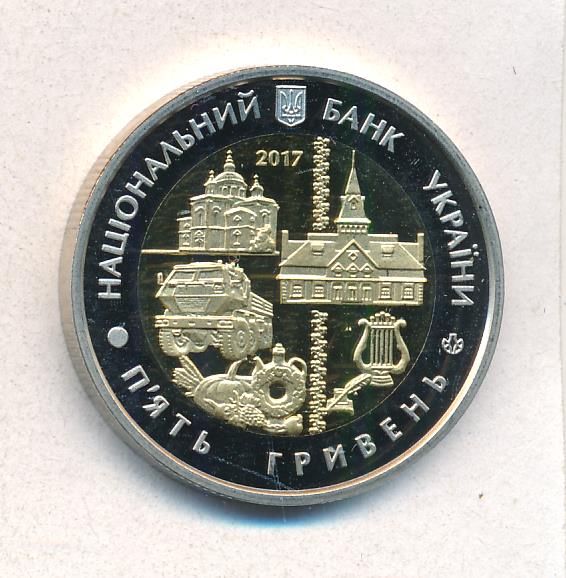 НАЦІОНАЛЬНИЙ БАНК УКРАЇНИ
2017
П'ЯТЬ ГРИВЕНЬ